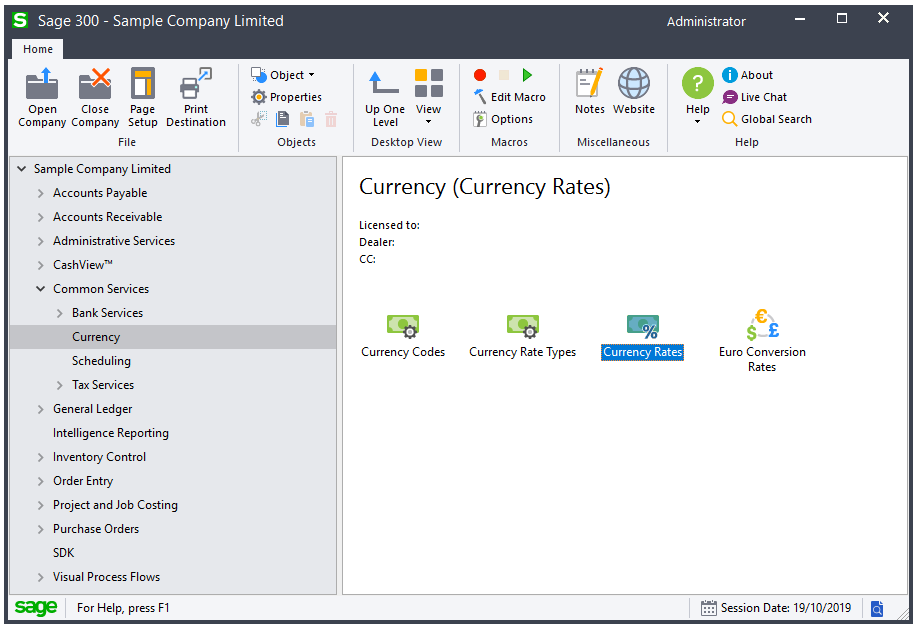 S Sage 300 - Sample Company Limited
Administrator
Home
Open Company
Close Company
Page Setup
Print Destination
File
Object
Properties
Objects
Up One Level
View
Desktop View
Edit Macro
Options
Macros
Notes
Website
Miscellaneous
? Help
i About
Live Chat
Global Search
Help
Sample Company Limited
Accounts Payable
Accounts Receivable
Administrative Services
CashView™
Common Services
Bank Services
Currency
Scheduling
Tax Services
General Ledger
Intelligence Reporting
Inventory Control
Order Entry
Project and Job Costing
Purchase Orders
SDK
Visual Process Flows
Currency (Currency Rates)
Licensed to:
Dealer:
CC:
Currency Codes
Currency Rate Types
%
Currency Rates
€
$ £
Euro Conversion
Rates
sage
For Help, press F1
Session Date: 19/10/2019